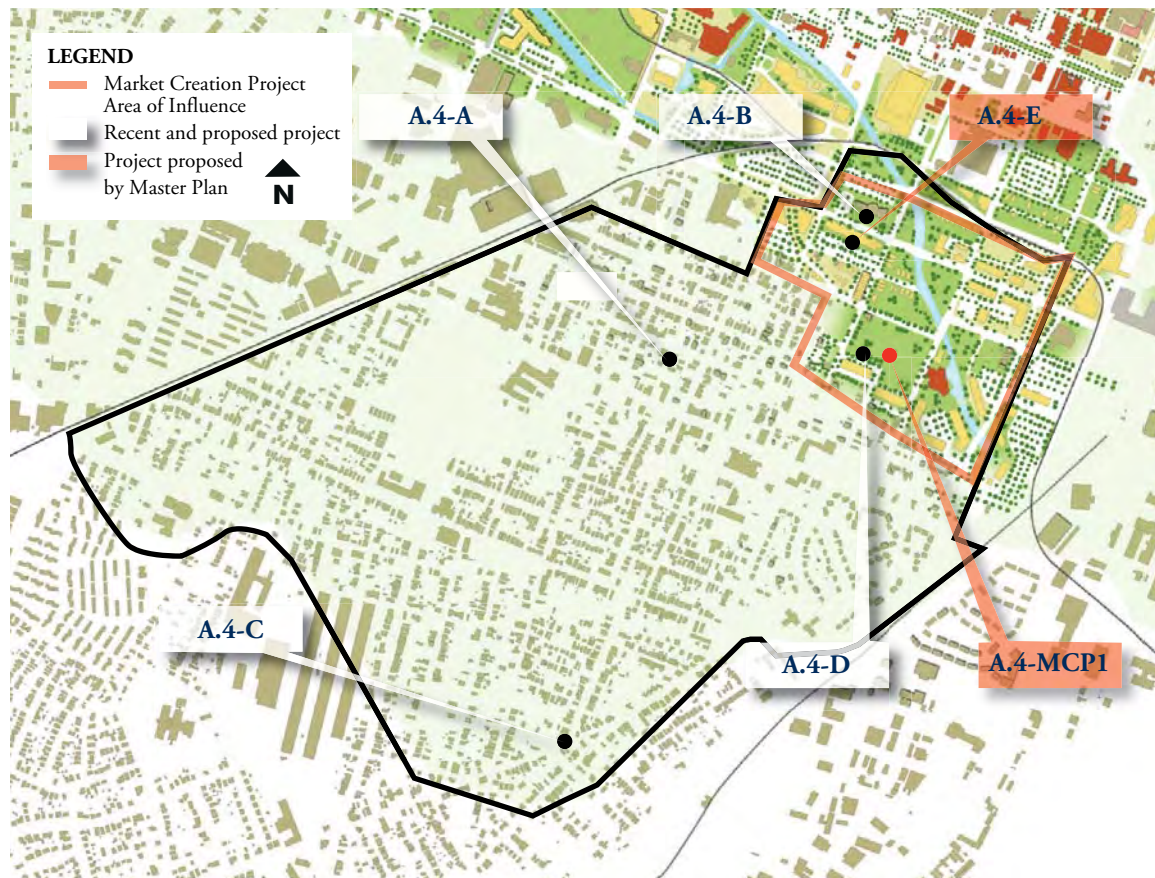 LEGEND
Market Creation Project
Area of Influence
Recent and proposed project
Project proposed
by Master Plan
N
A.4-A
A.4-B
A.4-E
A.4-C
A.4-D
A.4-MCP1